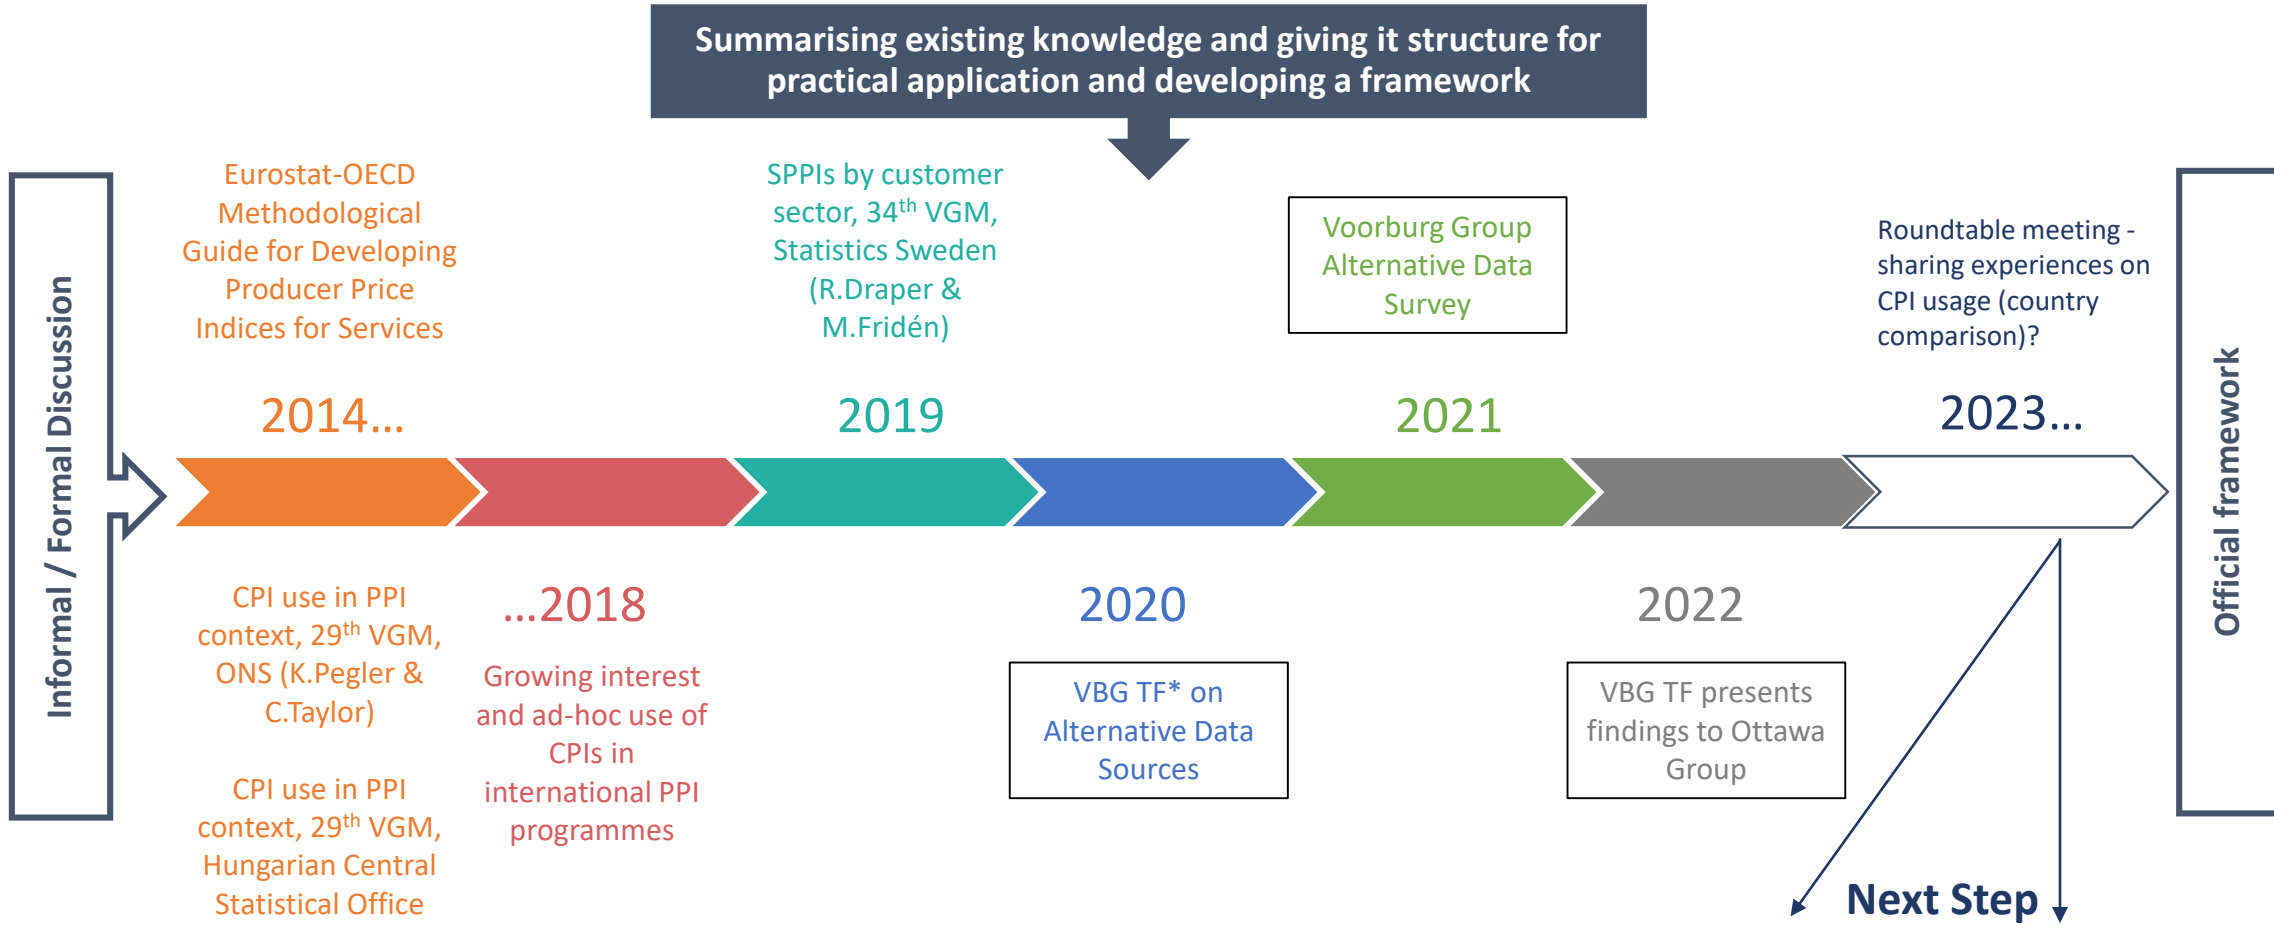 Summarising existing knowledge and giving it structure for
practical application and developing a framework
Informal / Formal Discussion
Eurostat-OECD
Methodological
Guide for Developing
Producer Price
Indices for Services
2014...
CPI use in PPI
context, 29th VGM,
ONS (K.Pegler &
C.Taylor)
CPI use in PPI
context, 29th VGM,
Hungarian Central
Statistical Office
...2018
Growing interest
and ad-hoc use of
CPIs in
international PPI
programmes
SPPIs by customer
sector, 34th VGM,
Statistics Sweden
(R.Draper &
M.Fridén)
2019
2020
VBG TF* on
Alternative Data
Sources
Voorburg Group
Alternative Data
Survey
2021
2022
VBG TF presents
findings to Ottawa
Group
Roundtable meeting -
sharing experiences on
CPI usage (country
comparison)?
2023...
Next Step
Official framework